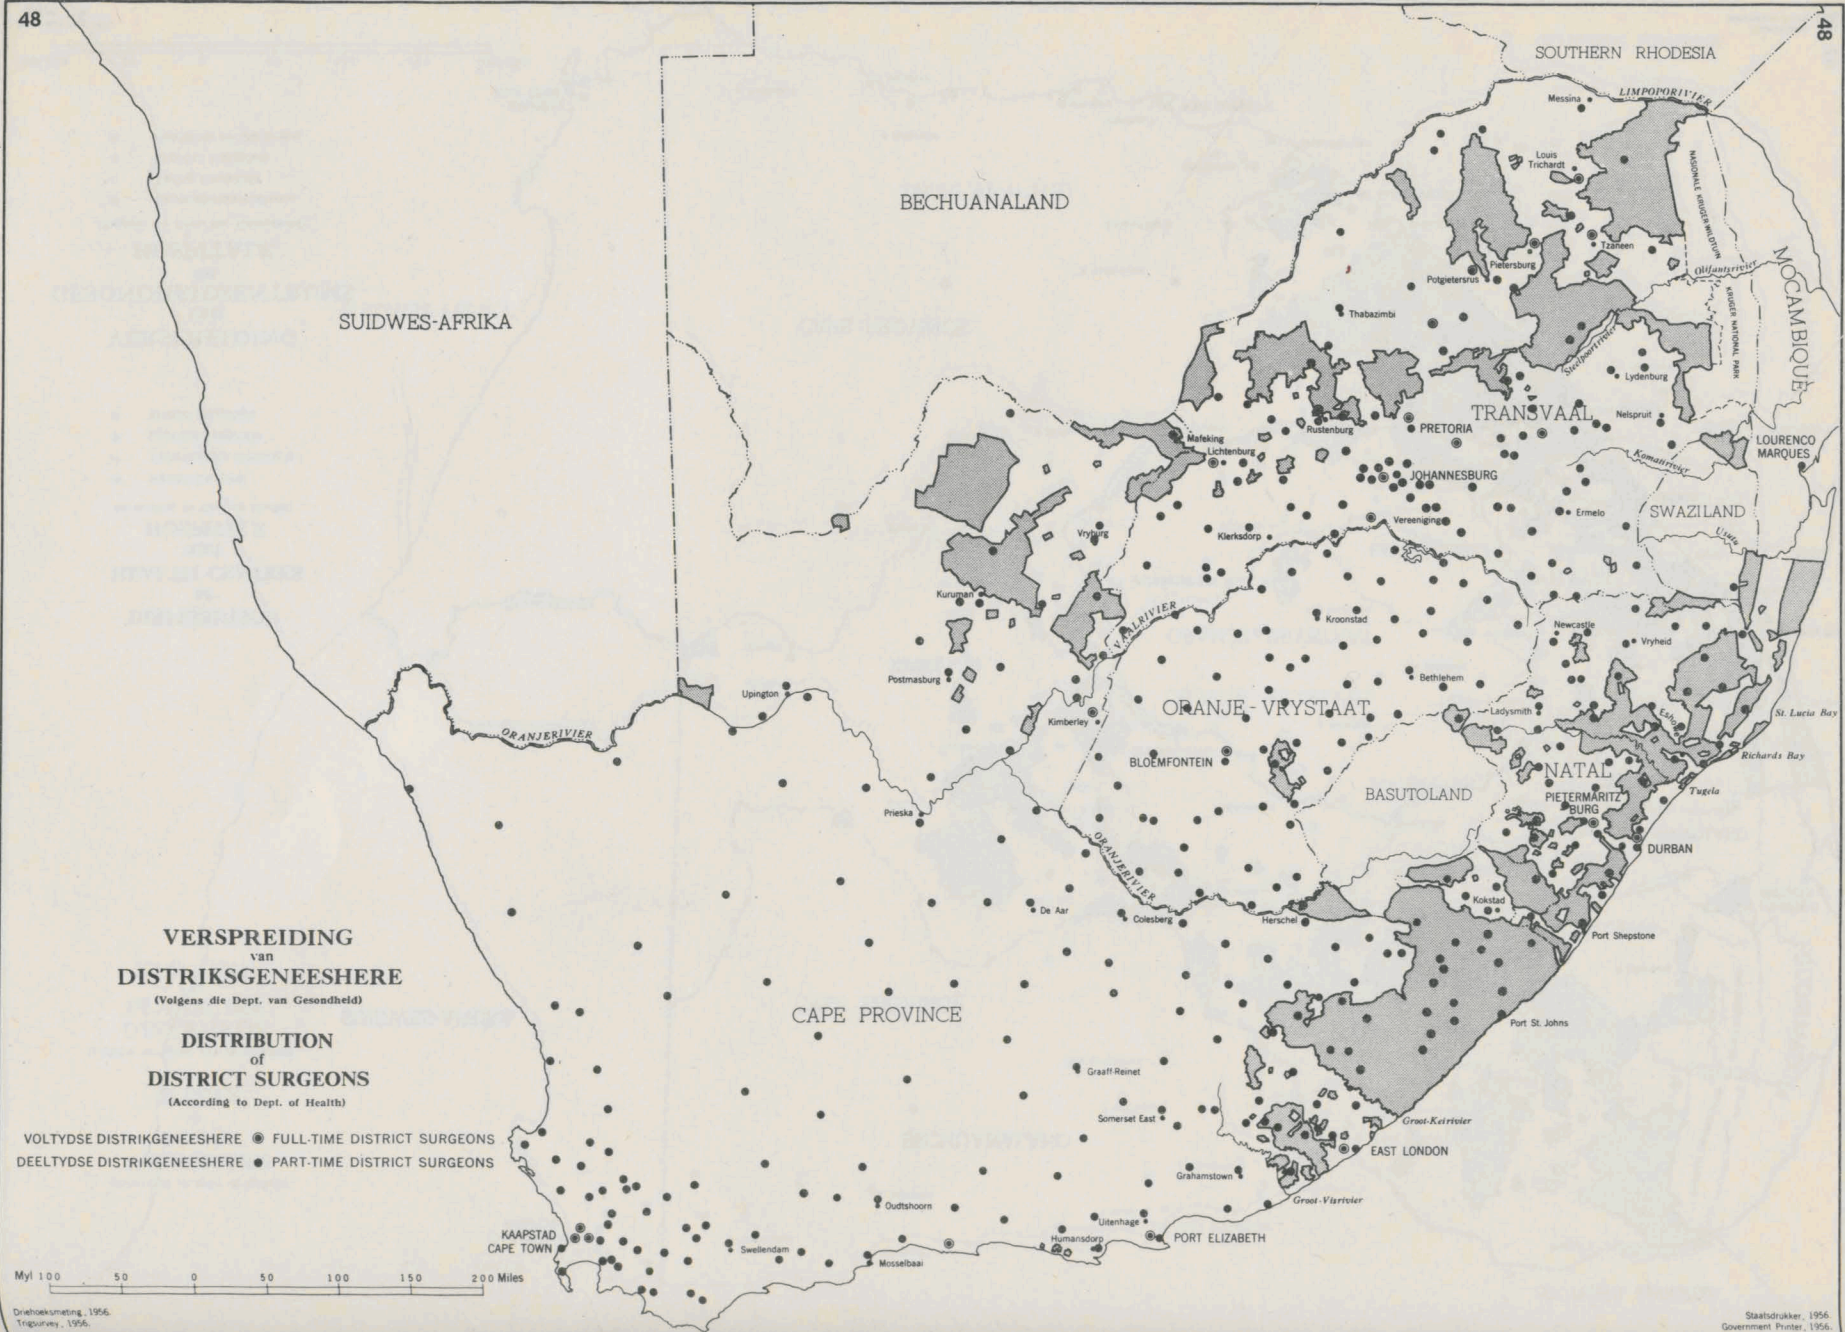 48
48
SOUTHERN RHODESIA
Messina
LIMPOPORIVIER
Louis
Trichardt
NASIONALE KRUGERWILDTUIN
BECHUANALAND
Tzaneen
Pietersburg
Potgietersrus
Olifantsrivier
MOCAMBIQUE
KRUGER NATIONAL PARK
SUIDWES-AFRIKA
Thabazimbi
Steelpoortrivier
Lydenburg
TRANSVAAL
Nelspruit
Rustenburg
PRETORIA
Mafeking
Lichtenburg
LOURENCO
MARQUES
Komatirivier
JOHANNESBURG
Vereeniging
Ermelo
SWAZILAND
Vryburg
Klerksdorp
Usutu
Kuruman
VAALRIVIER
Kroonstad
Newcastle
Vryheid
Postmasburg
Bethlehem
Upington
Kimberley
ORANJE-VRYSTAAT
Ladysmith
Eshowe
St. Lucia Bay
ORANJERIVIER
BLOEMFONTEIN
Richards Bay
NATAL
BASUTOLAND
PIETERMARITZ
BURG
Tugela
Prieska
ORANJERIVIER
DURBAN
De Aar
Colesberg
Herschel
Kokstad
Port Shepstone
VERSPREIDING
van
DISTRIKSGENEESHERE
(Volgens die Dept. van Gesondheid)
DISTRIBUTION
of
DISTRICT SURGEONS
(According to Dept. of Health)
CAPE PROVINCE
Port St. Johns
Graaff-Reinet
Somerset East
Groot-Keirivier
VOLTYDSE DISTRIKGENEESHERE FULL-TIME DISTRICT SURGEONS
DEELTYDSE DISTRIKGENEESHERE PART-TIME DISTRICT SURGEONS
EAST LONDON
Grahamstown
Groot-Visrivier
Oudtshoorn
Uitenhage
KAAPSTAD
CAPE TOWN
Swellendam
Humansdorp
PORT ELIZABETH
Mosselbaai
Myl 100 50 0 50 100 150 200 Miles
Driehoeksmeting, 1956.
Trigsurvey, 1956.
Staatsdrukker, 1956.
Government Printer, 1956.